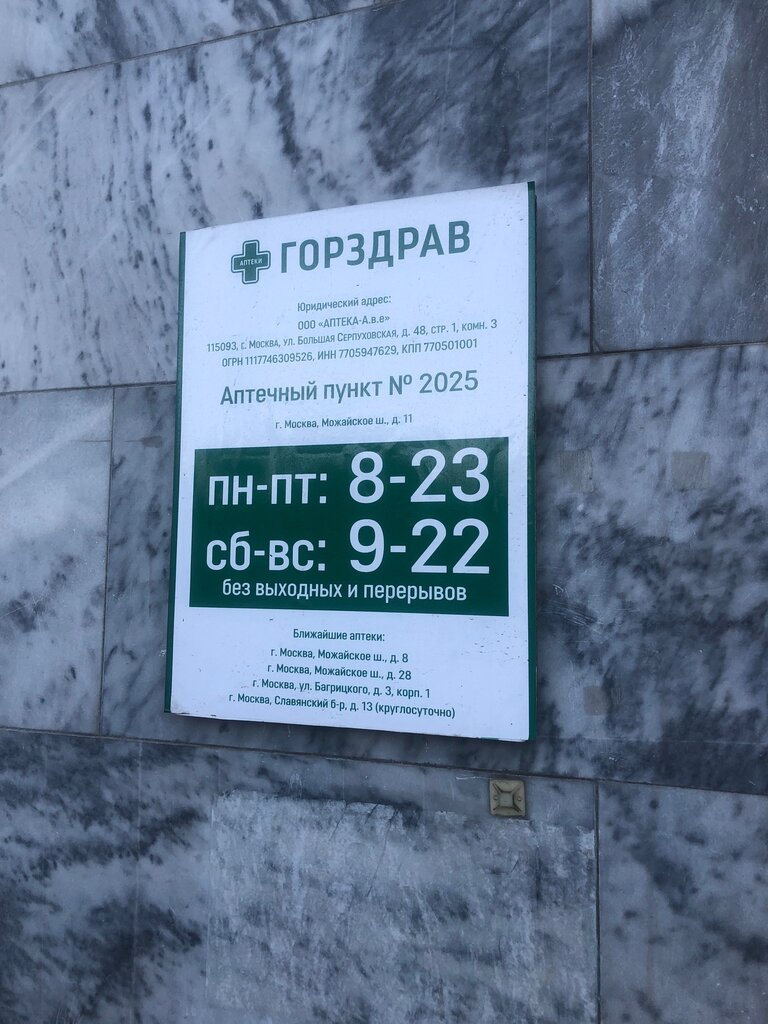 АПТЕКИ ГОРЗДРАВ
Юридический адрес:
ООО «АПТЕКА-А.в.е»
115093, г. Москва, ул. Большая Серпуховская, д. 48, стр. 1, комн. 3
ОГРН 1117746309526, ИНН 7705947629, КПП 770501001
Аптечный пункт № 2025
г. Москва, Можайское ш., д. 11
пн-пт: 8-23
сб-вс: 9-22
без выходных и перерывов
Ближайшие аптеки:
г. Москва, Можайское ш., д. 8
г. Москва, Можайское ш., д. 28
г. Москва, ул. Багрицкого, д. 3, корп. 1
г. Москва, Славянский б-р, д. 13 (круглосуточно)